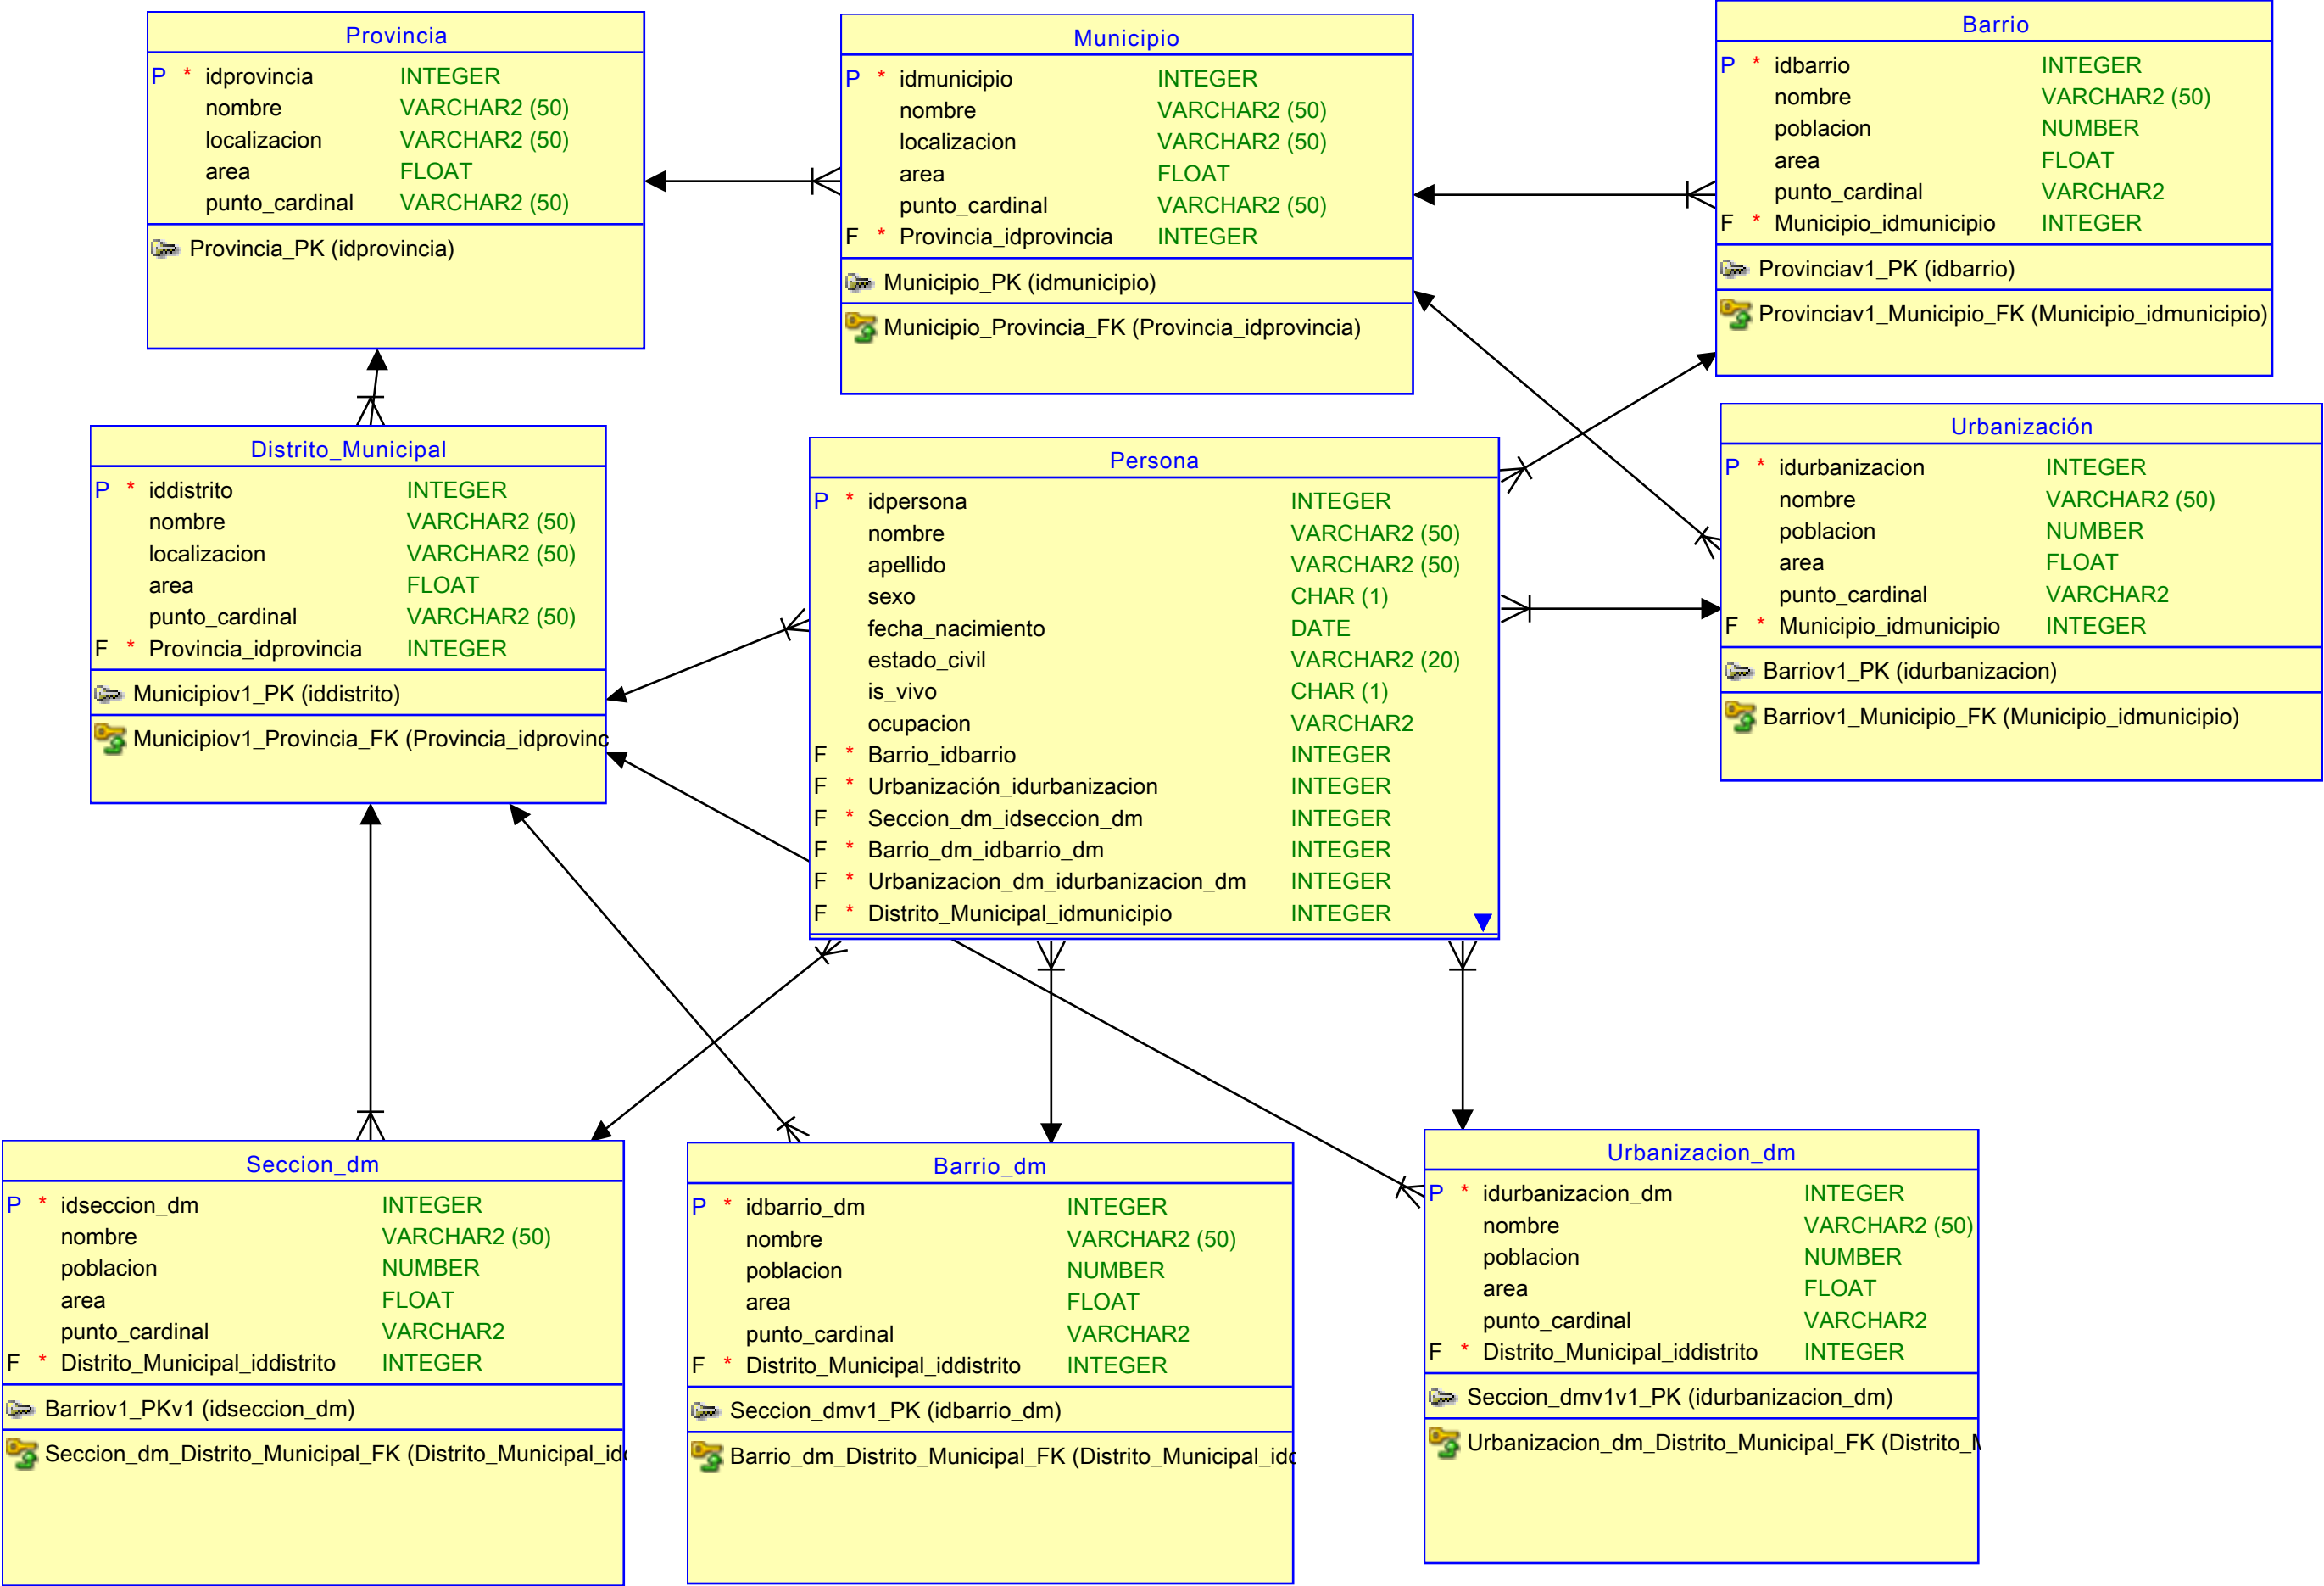 Provincia
P * idprovincia INTEGER
nombre VARCHAR2 (50)
localizacion VARCHAR2 (50)
area FLOAT
punto_cardinal VARCHAR2 (50)
Provincia_PK (idprovincia)
Municipio
P * idmunicipio INTEGER
nombre VARCHAR2 (50)
localizacion VARCHAR2 (50)
area FLOAT
punto_cardinal VARCHAR2 (50)
F * Provincia_idprovincia INTEGER
Municipio_PK (idmunicipio)
Municipio_Provincia_FK (Provincia_idprovincia)
Barrio
P * idbarrio INTEGER
nombre VARCHAR2 (50)
poblacion NUMBER
area FLOAT
punto_cardinal VARCHAR2
F * Municipio_idmunicipio INTEGER
Provinciav1_PK (idbarrio)
Provinciav1_Municipio_FK (Municipio_idmunicipio)
Distrito_Municipal
P * iddistrito INTEGER
nombre VARCHAR2 (50)
localizacion VARCHAR2 (50)
area FLOAT
punto_cardinal VARCHAR2 (50)
F * Provincia_idprovincia INTEGER
Municipiov1_PK (iddistrito)
Municipiov1_Provincia_FK (Provincia_idprovinc
Persona
P * idpersona INTEGER
nombre VARCHAR2 (50)
apellido VARCHAR2 (50)
sexo CHAR (1)
fecha_nacimiento DATE
estado_civil VARCHAR2 (20)
is_vivo CHAR (1)
ocupacion VARCHAR2
F * Barrio_idbarrio INTEGER
F * Urbanización_idurbanizacion INTEGER
F * Seccion_dm_idseccion_dm INTEGER
F * Barrio_dm_idbarrio_dm INTEGER
F * Urbanizacion_dm_idurbanizacion_dm INTEGER
F * Distrito_Municipal_idmunicipio INTEGER
Urbanización
P * idurbanizacion INTEGER
nombre VARCHAR2 (50)
poblacion NUMBER
area FLOAT
punto_cardinal VARCHAR2
F * Municipio_idmunicipio INTEGER
Barriov1_PK (idurbanizacion)
Barriov1_Municipio_FK (Municipio_idmunicipio)
Seccion_dm
P * idseccion_dm INTEGER
nombre VARCHAR2 (50)
poblacion NUMBER
area FLOAT
punto_cardinal VARCHAR2
F * Distrito_Municipal_iddistrito INTEGER
Barriov1_PKv1 (idseccion_dm)
Seccion_dm_Distrito_Municipal_FK (Distrito_Municipal_idd
Barrio_dm
P * idbarrio_dm INTEGER
nombre VARCHAR2 (50)
poblacion NUMBER
area FLOAT
punto_cardinal VARCHAR2
F * Distrito_Municipal_iddistrito INTEGER
Seccion_dmv1_PK (idbarrio_dm)
Barrio_dm_Distrito_Municipal_FK (Distrito_Municipal_idd
Urbanizacion_dm
P * idurbanizacion_dm INTEGER
nombre VARCHAR2 (50)
poblacion NUMBER
area FLOAT
punto_cardinal VARCHAR2
F * Distrito_Municipal_iddistrito INTEGER
Seccion_dmv1v1_PK (idurbanizacion_dm)
Urbanizacion_dm_Distrito_Municipal_FK (Distrito_M